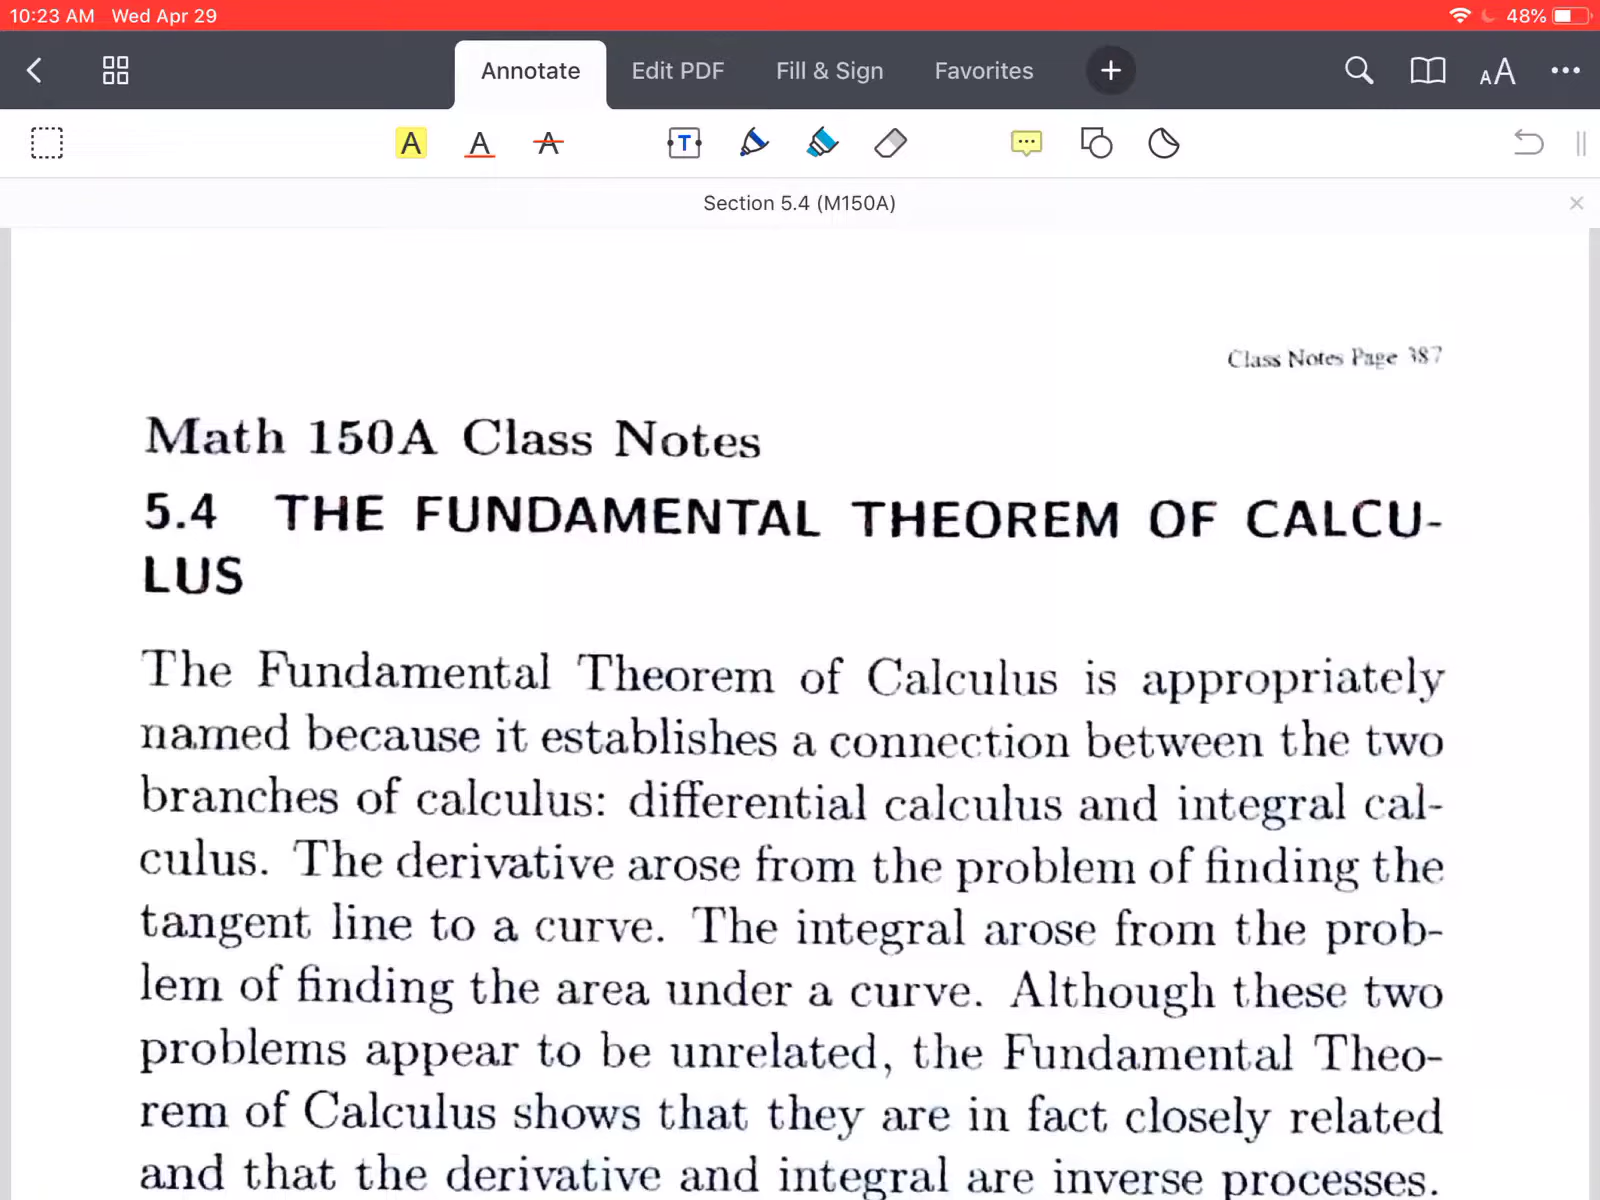 10:23 AM Wed Apr 29 48%
Annotate Edit PDF Fill & Sign Favorites
Section 5.4 (M150A)
Class Notes Page 387
Math 150A Class Notes
5.4 THE FUNDAMENTAL THEOREM OF CALCU-
LUS
The Fundamental Theorem of Calculus is appropriately
named because it establishes a connection between the two
branches of calculus: differential calculus and integral cal-
culus. The derivative arose from the problem of finding the
tangent line to a curve. The integral arose from the prob-
lem of finding the area under a curve. Although these two
problems appear to be unrelated, the Fundamental Theo-
rem of Calculus shows that they are in fact closely related
and that the derivative and integral are inverse processes.